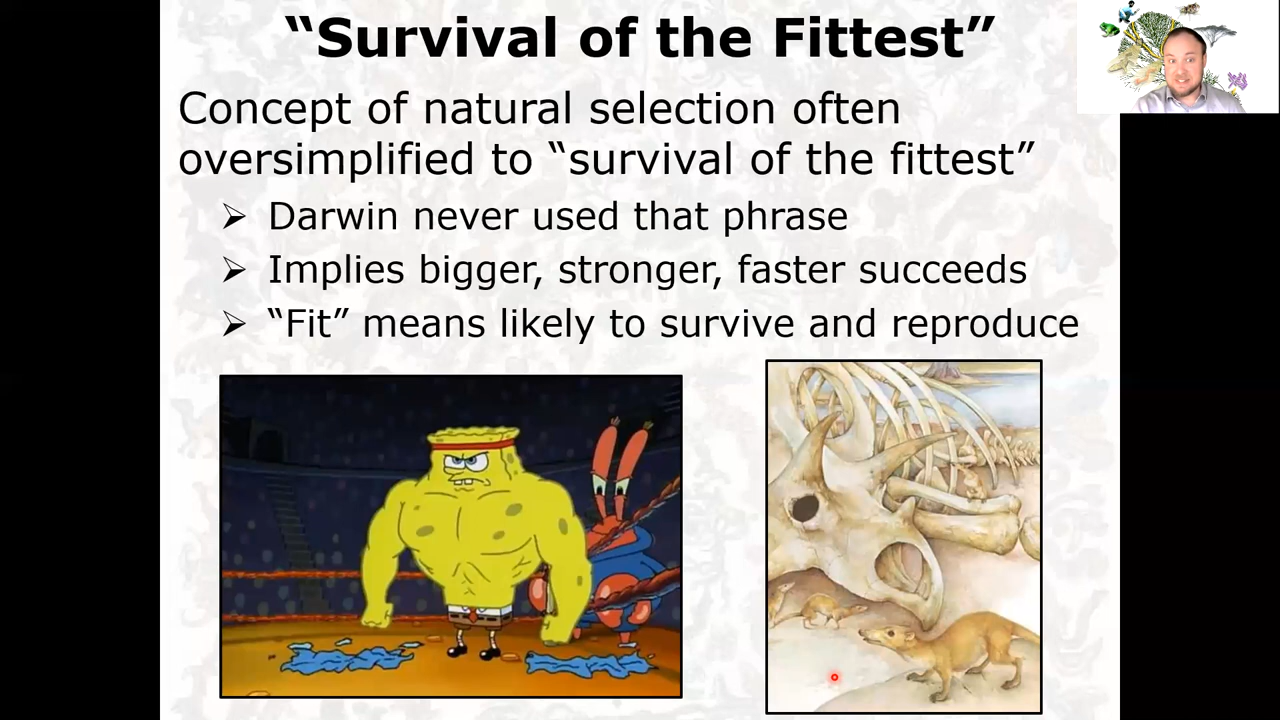 “Survival of the Fittest”
Concept of natural selection often
oversimplified to “survival of the fittest”
➢ Darwin never used that phrase
➢ Implies bigger, stronger, faster succeeds
➢ “Fit” means likely to survive and reproduce